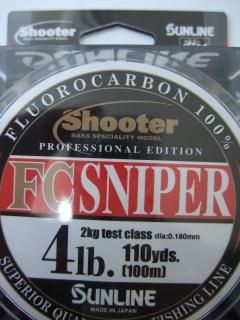 Shooter
SUNLINE
SUNLINE
FLUOROCARBON 100%
Shooter
BASS SPECIALITY MODEL
PROFESSIONAL EDITION
FC SNIPER
2kg test class dia:0.180mm
4lb. 110yds.
(100m)
SUNLINE
MADE IN JAPAN
SUPERIOR QUA
FISHING LINE